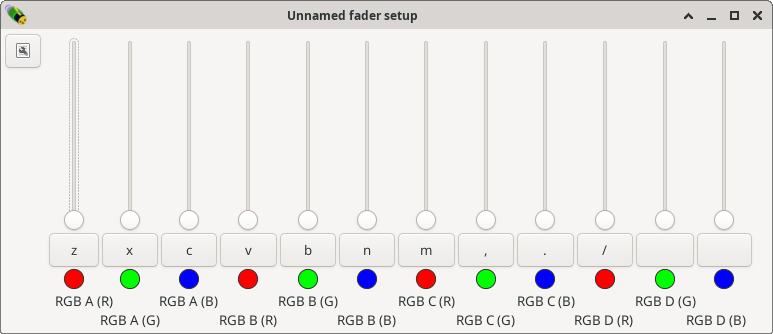 Unnamed fader setup
z x c v b n m , . /
RGB A (R) RGB A (B) RGB B (G) RGB C (R) RGB C (B) RGB D (G)
RGB A (G) RGB B (R) RGB B (B) RGB C (G) RGB D (R) RGB D (B)